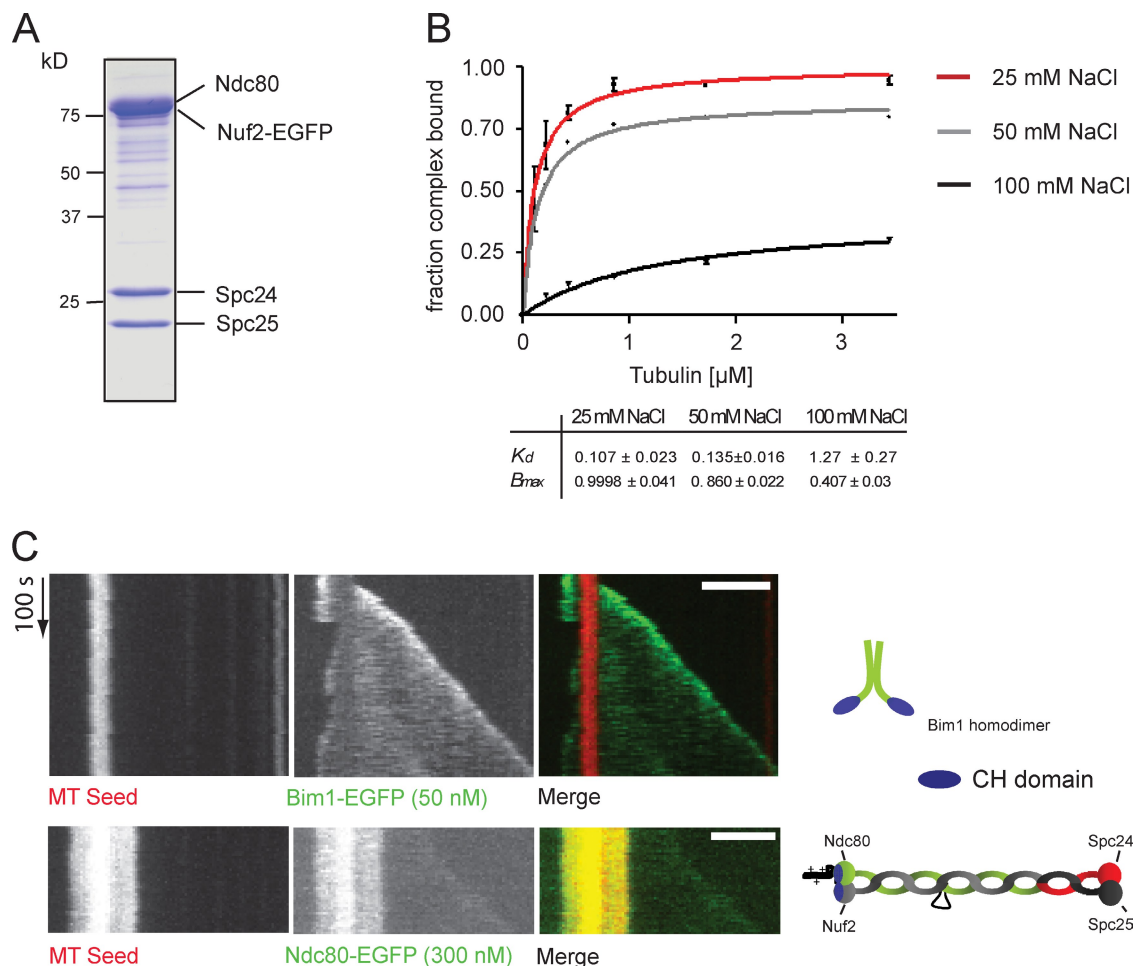 A
kD
75
50
37
25
Ndc80
Nuf2-EGFP
Spc24
Spc25
B
fraction complex bound
1.00
0.70
0.50
0.25
0.00
0 1 2 3
Tubulin [µM]
25 mM NaCl
50 mM NaCl
100 mM NaCl
25 mM NaCl 50 mM NaCl 100 mM NaCl
Kd 0.107 ± 0.023 0.135±0.016 1.27 ± 0.27
Bmax 0.9998 ± 0.041 0.860 ± 0.022 0.407 ± 0.03
C
100 s
MT Seed Bim1-EGFP (50 nM) Merge
Bim1 homodimer
CH domain
MT Seed Ndc80-EGFP (300 nM) Merge
Ndc80
Nuf2
Spc24
Spc25
++
+